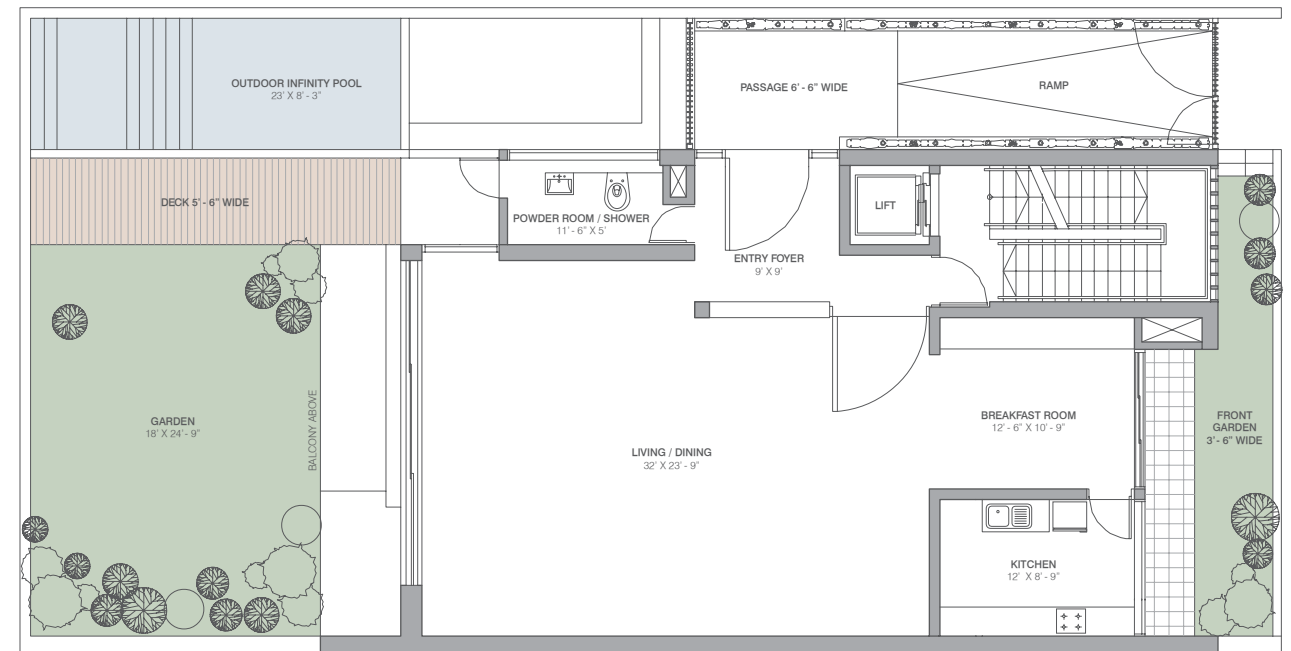 OUTDOOR INFINITY POOL
23' X 8' - 3"
PASSAGE 6' - 6" WIDE
RAMP
DECK 5' - 6" WIDE
POWDER ROOM / SHOWER
11' - 6" X 5'
LIFT
ENTRY FOYER
9' X 9'
GARDEN
18' X 24' - 9"
BALCONY ABOVE
LIVING / DINING
32' X 23' - 9"
BREAKFAST ROOM
12' - 6" X 10' - 9"
FRONT
GARDEN
3' - 6" WIDE
KITCHEN
12' X 8' - 9"